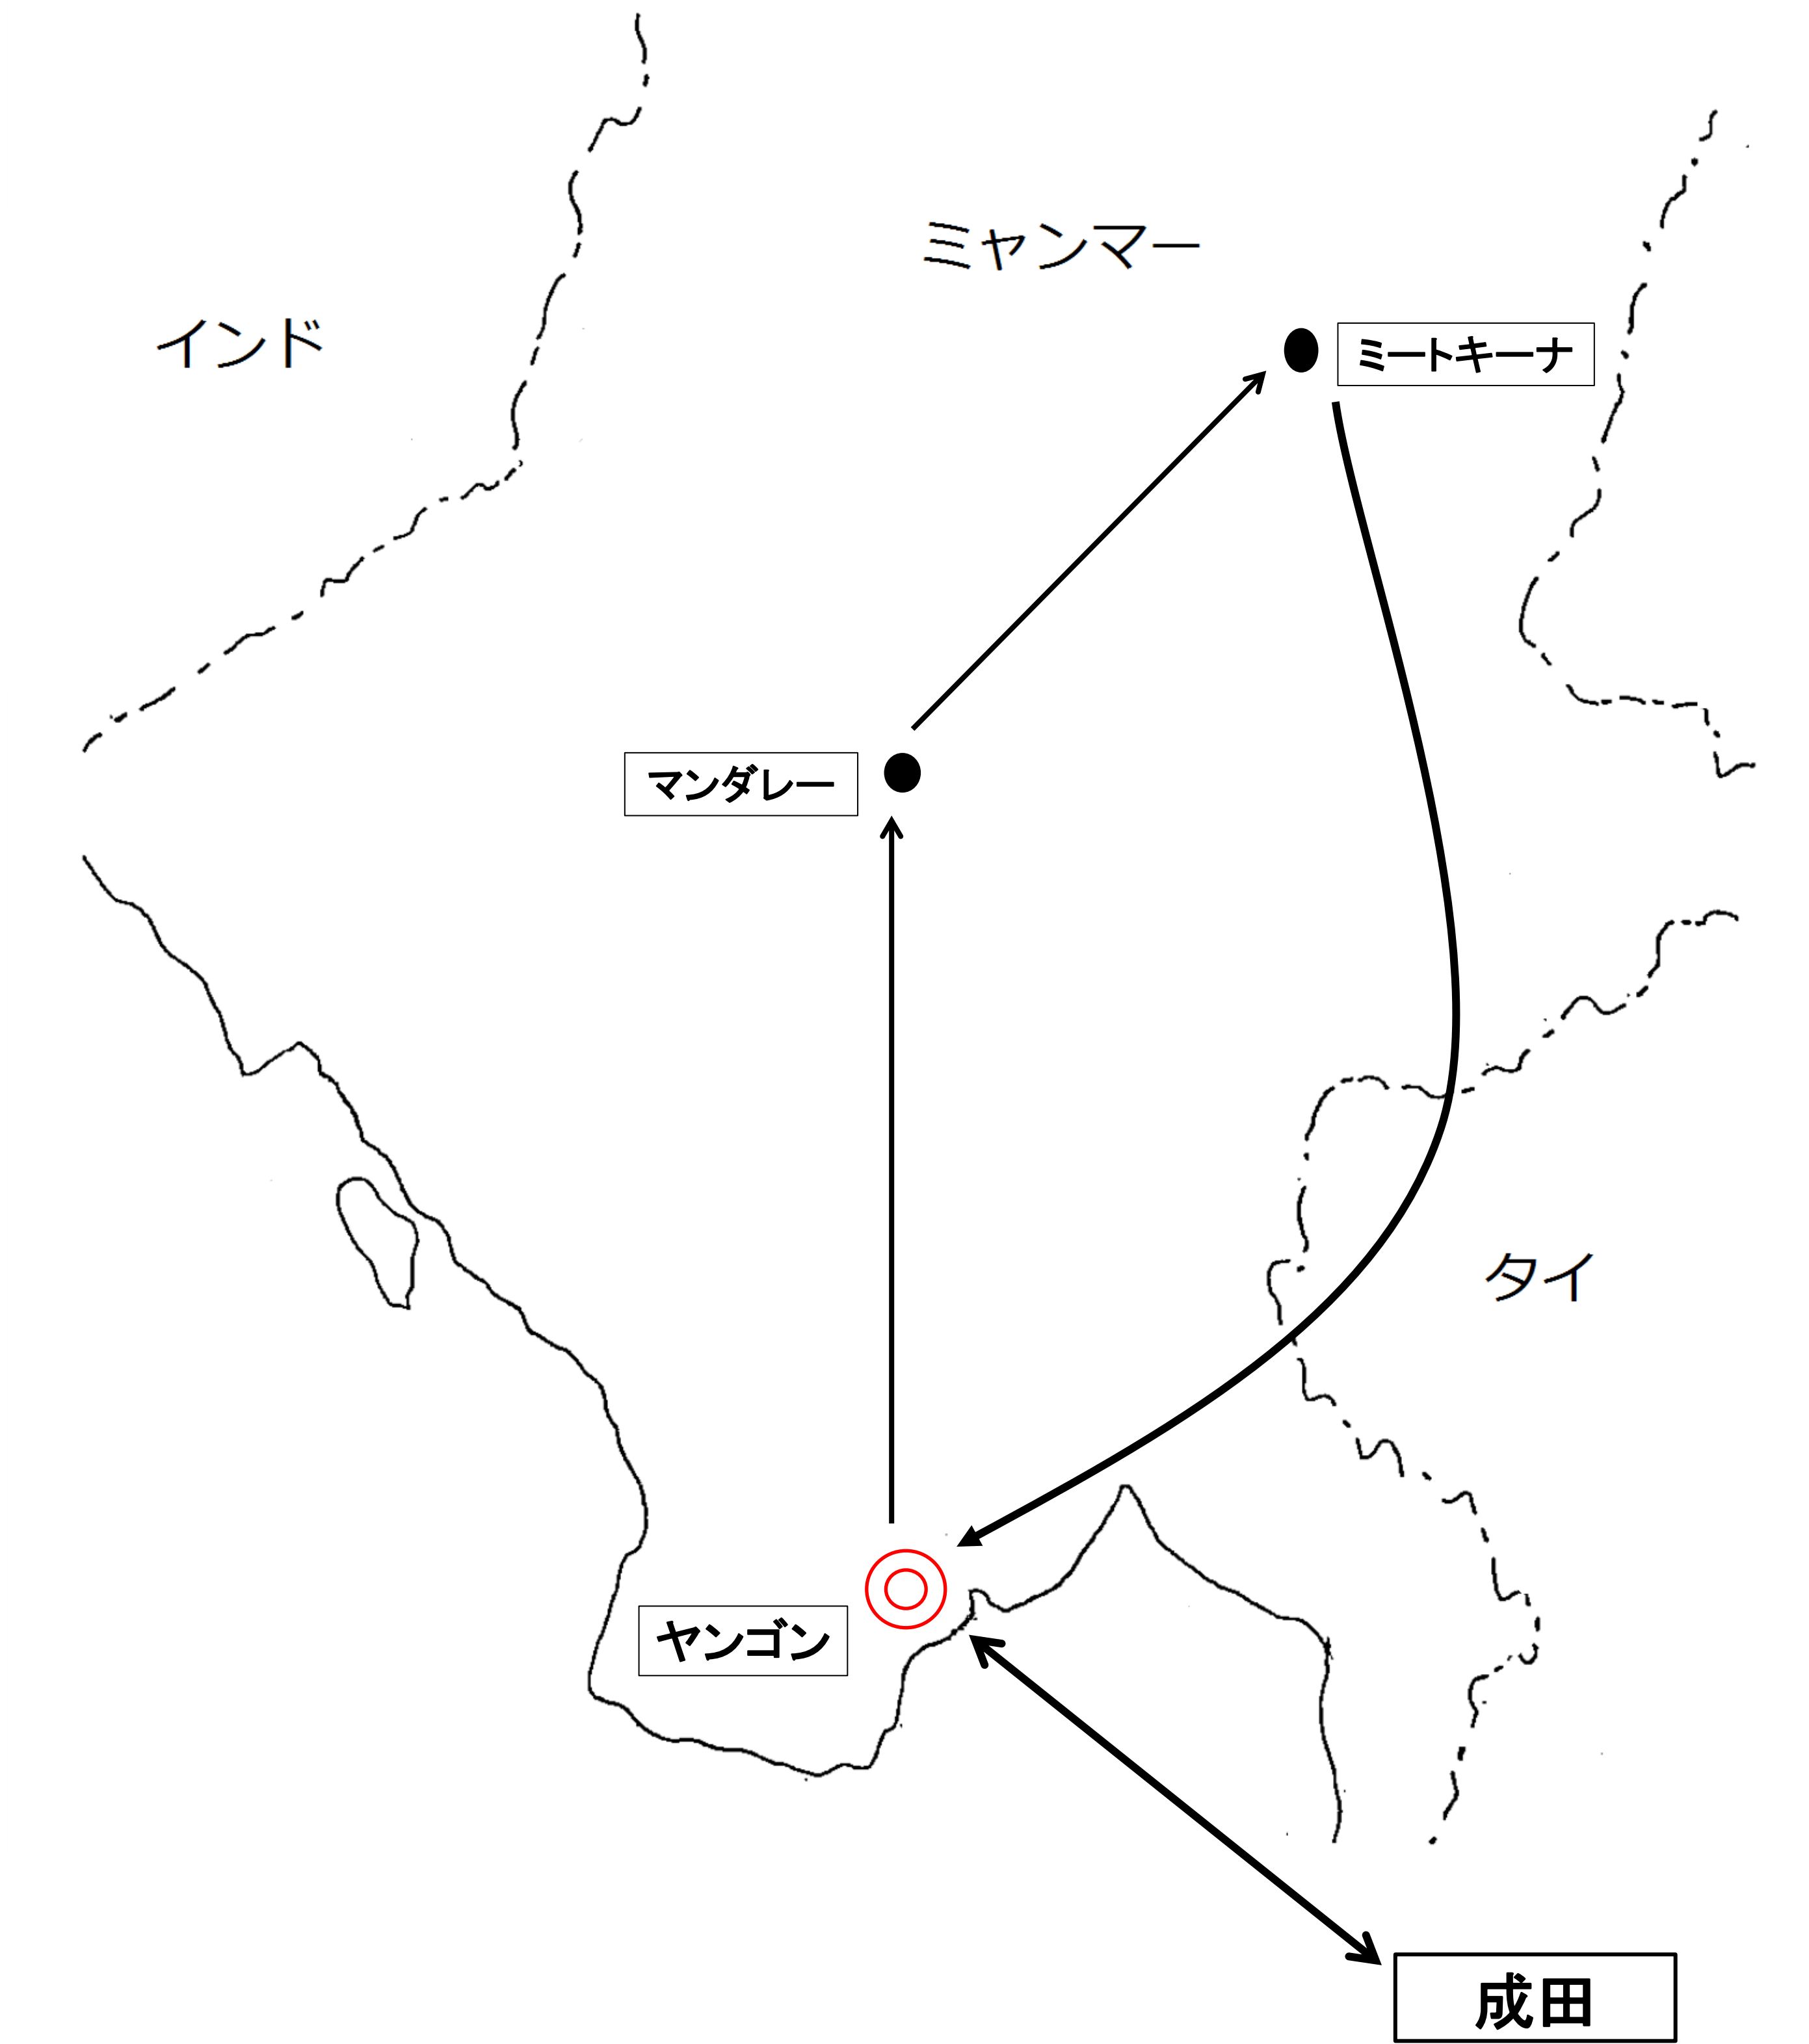 ミャンマー
インド
ミートキーナ
マンダレー
タイ
ヤンゴン
成田